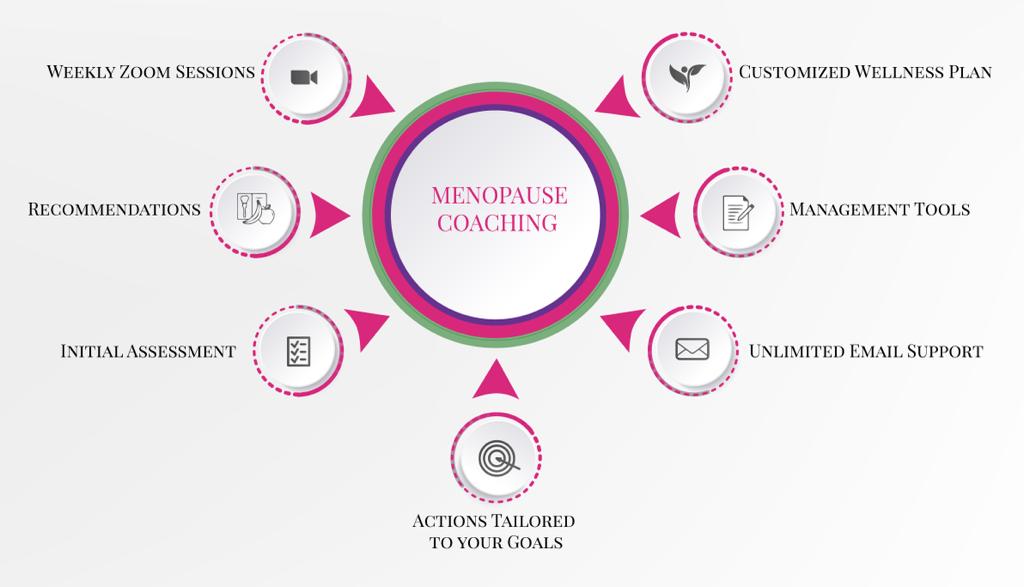 Weekly Zoom Sessions
Customized Wellness Plan
MENOPAUSE
COACHING
Recommendations
Management Tools
Initial Assessment
Unlimited Email Support
Actions Tailored
to your Goals